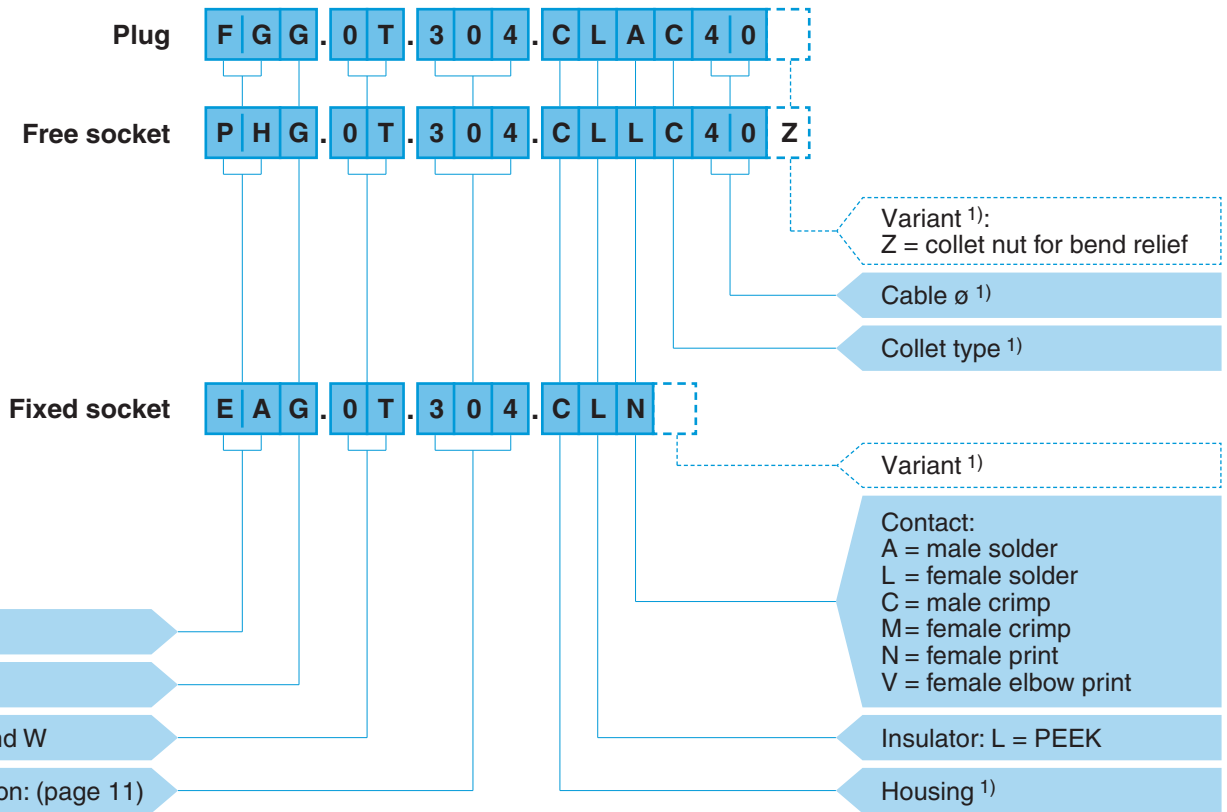 Plug F G G . 0 T . 3 0 4 . C L A C 4 0
Free socket P H G . 0 T . 3 0 4 . C L L C 4 0 Z
Variant 1):
Z = collet nut for bend relief
Cable ø 1)
Collet type 1)
Fixed socket E A G . 0 T . 3 0 4 . C L N
Variant 1)
Contact:
A = male solder
L = female solder
C = male crimp
M = female crimp
N = female print
V = female elbow print
W
Insulator: L = PEEK
(page 11)
Housing 1)